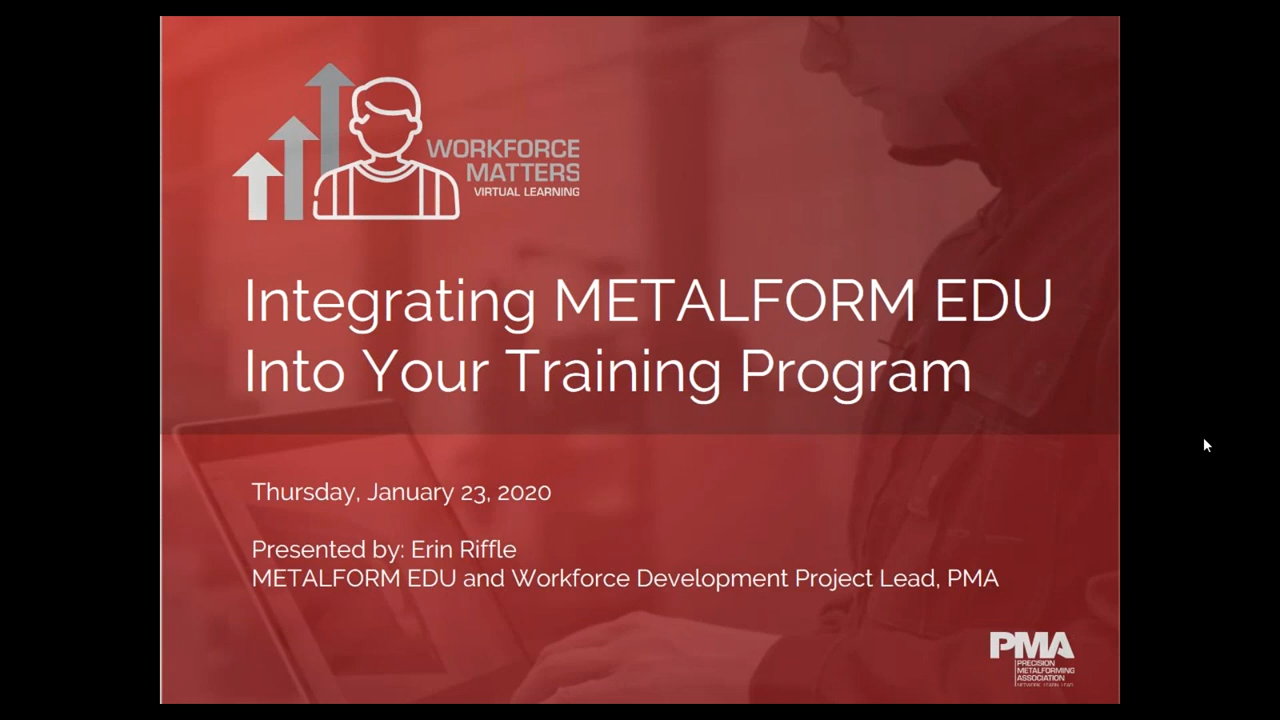 WORKFORCE
MATTERS
VIRTUAL LEARNING
Integrating METALFORM EDU
Into Your Training Program
Thursday, January 23, 2020
Presented by: Erin Riffle
METALFORM EDU and Workforce Development Project Lead, PMA
PMA
PRECISION
METALFORMING
ASSOCIATION